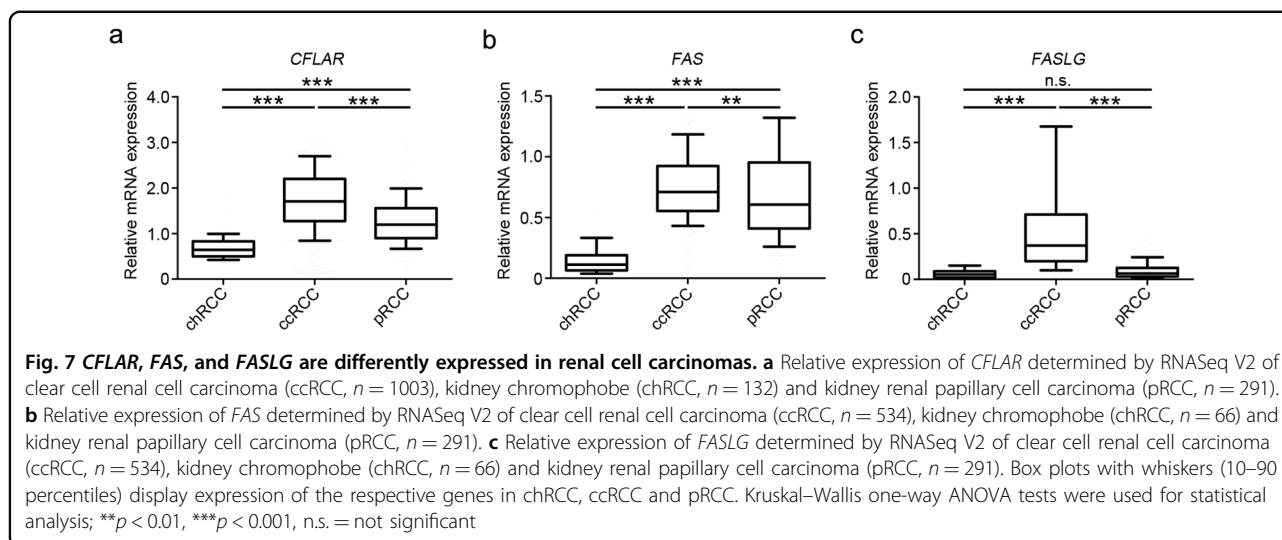 a
CFLAR
Relative mRNA expression
4.0
3.0
2.0
1.0
0
***
***
***
chRCC
ccRCC
pRCC
b
FAS
Relative mRNA expression
1.5
1.0
0.5
0
***
***
**
chRCC
ccRCC
pRCC
c
FASLG
Relative mRNA expression
2.0
1.5
1.0
0.5
0
n.s.
***
***
chRCC
ccRCC
pRCC
Fig. 7 CFLAR, FAS, and FASLG are differently expressed in renal cell carcinomas. a Relative expression of CFLAR determined by RNASeq V2 of
clear cell renal cell carcinoma (ccRCC, n = 1003), kidney chromophobe (chRCC, n = 132) and kidney renal papillary cell carcinoma (pRCC, n = 291).
b Relative expression of FAS determined by RNASeq V2 of clear cell renal cell carcinoma (ccRCC, n = 534), kidney chromophobe (chRCC, n = 66) and
kidney renal papillary cell carcinoma (pRCC, n = 291). c Relative expression of FASLG determined by RNASeq V2 of clear cell renal cell carcinoma
(ccRCC, n = 534), kidney chromophobe (chRCC, n = 66) and kidney renal papillary cell carcinoma (pRCC, n = 291). Box plots with whiskers (10–90
percentiles) display expression of the respective genes in chRCC, ccRCC and pRCC. Kruskal–Wallis one-way ANOVA tests were used for statistical
analysis; **p < 0.01, ***p < 0.001, n.s. = not significant